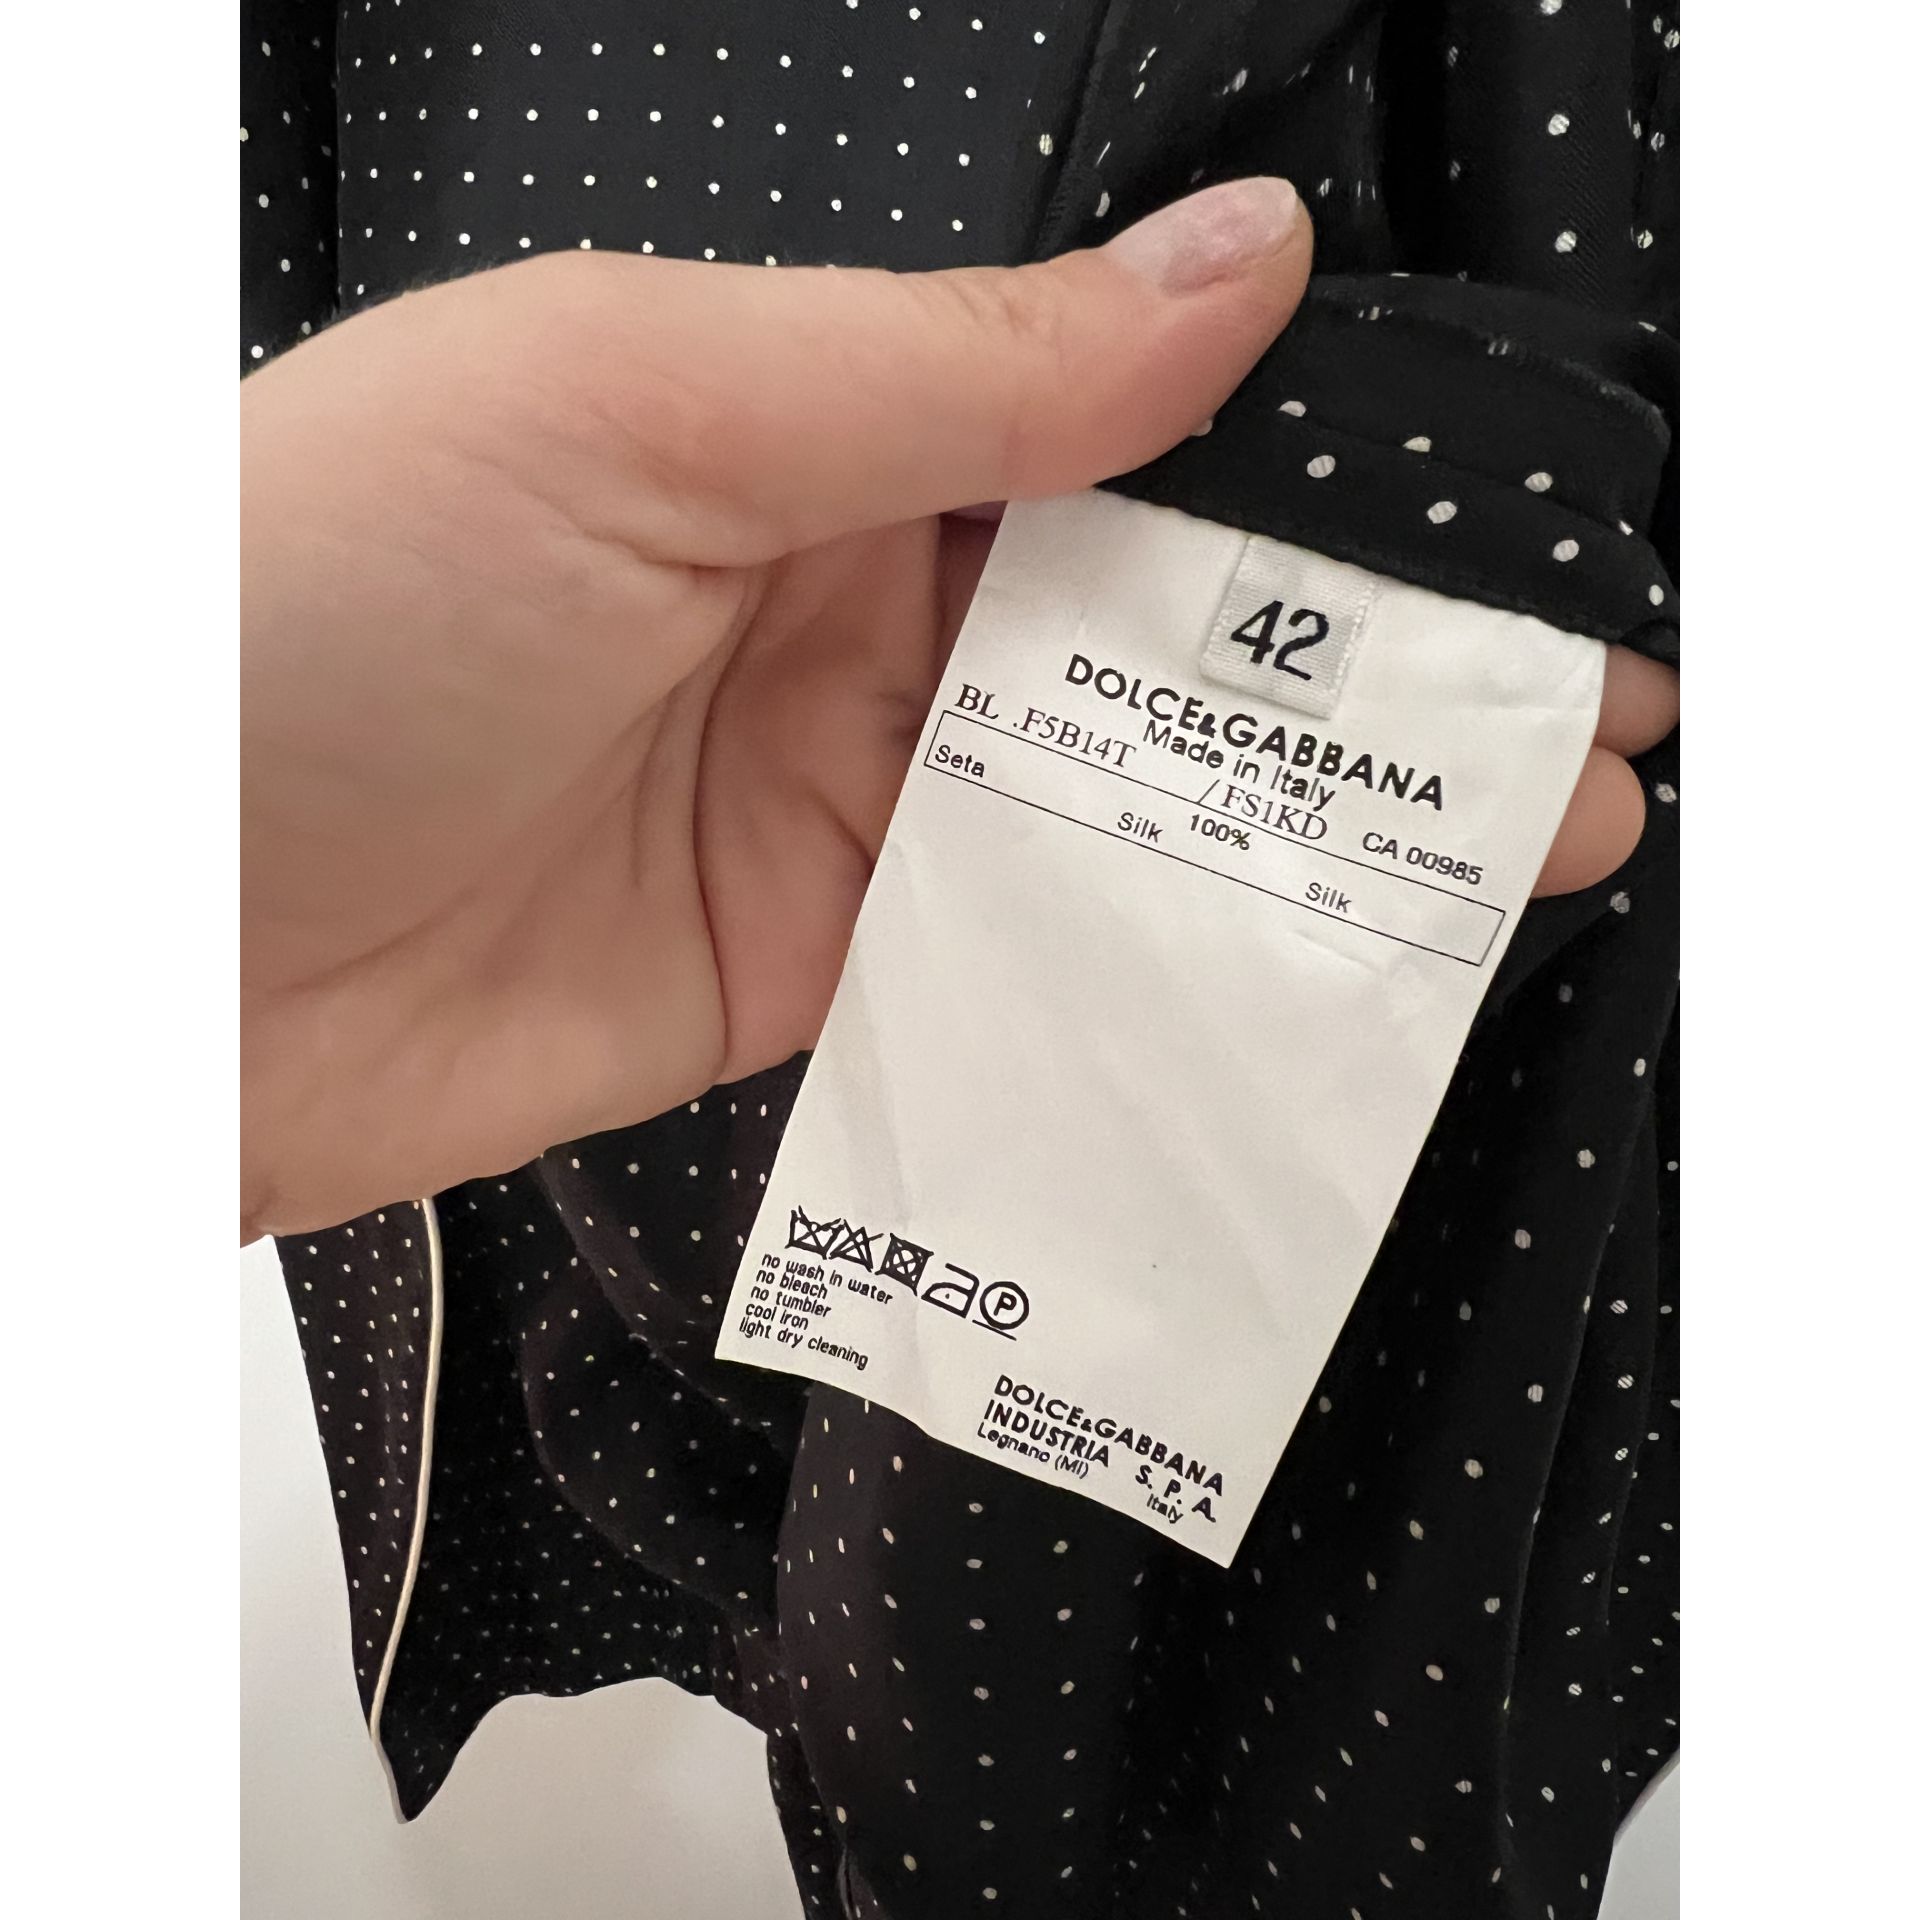 42
DOLCE&GABBANA
Made in Italy
BL .F5B14T /FS1KD CA 00985
Seta Silk 100% Silk
P
no wash in water
no bleach
no tumbler
cool iron
light dry cleaning
DOLCE&GABBANA
INDUSTRIA S. P. A.
Legnano (MI) Italy